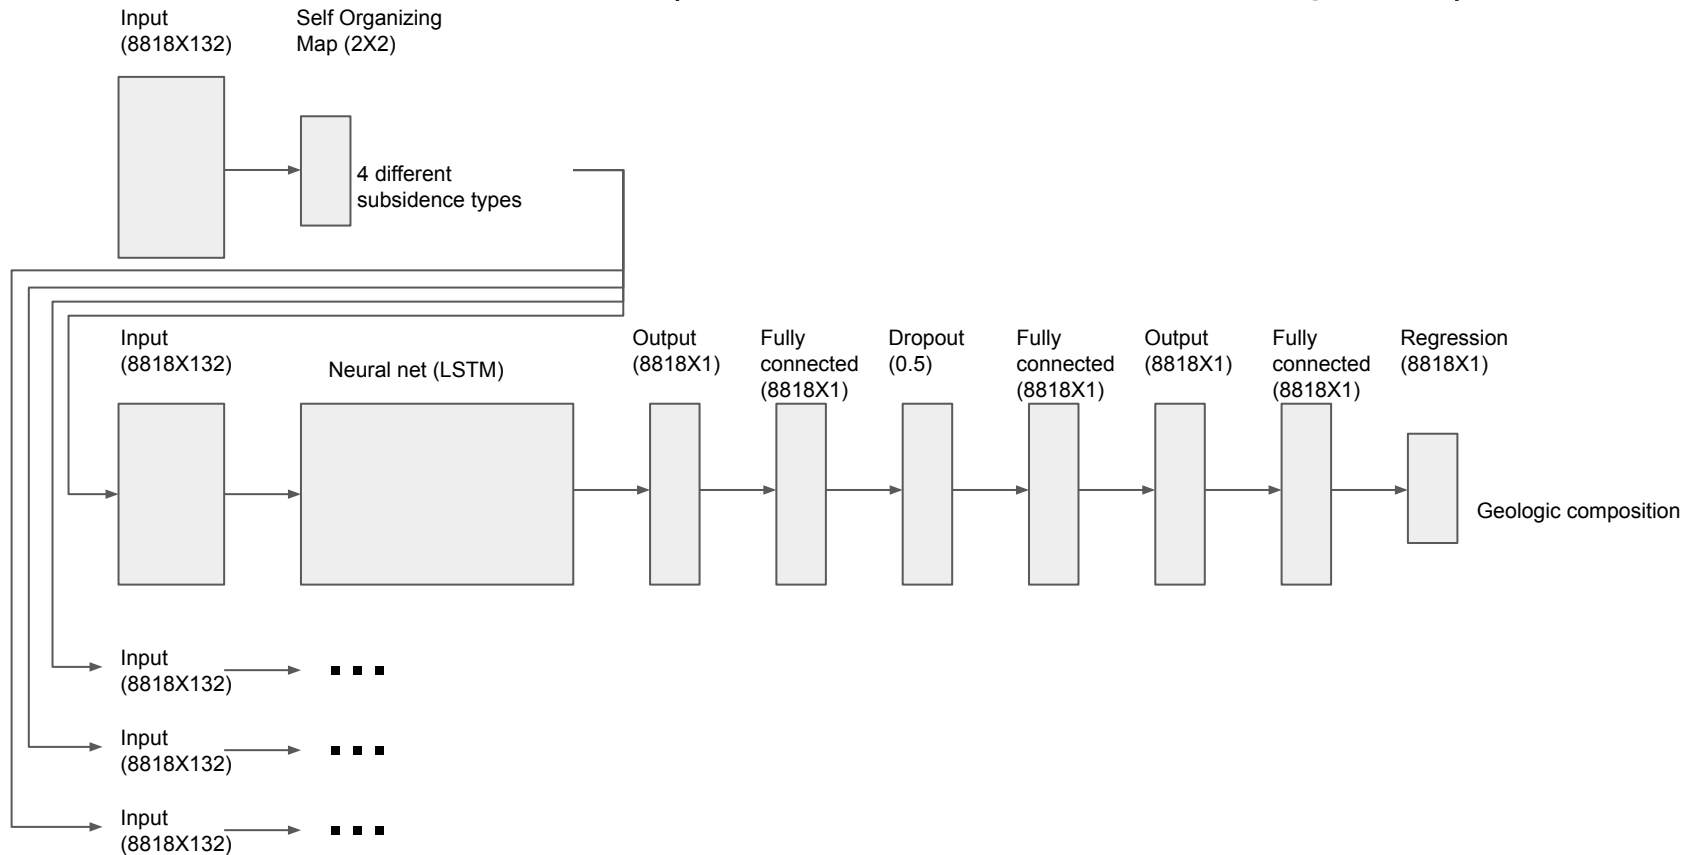 Input
(8818X132)
Self Organizing
Map (2X2)
4 different
subsidence types
Input
(8818X132)
Neural net (LSTM)
Output
(8818X1)
Fully
connected
(8818X1)
Dropout
(0.5)
Fully
connected
(8818X1)
Output
(8818X1)
Fully
connected
(8818X1)
Regression
(8818X1)
Geologic composition
Input
(8818X132)
Input
(8818X132)
Input
(8818X132)